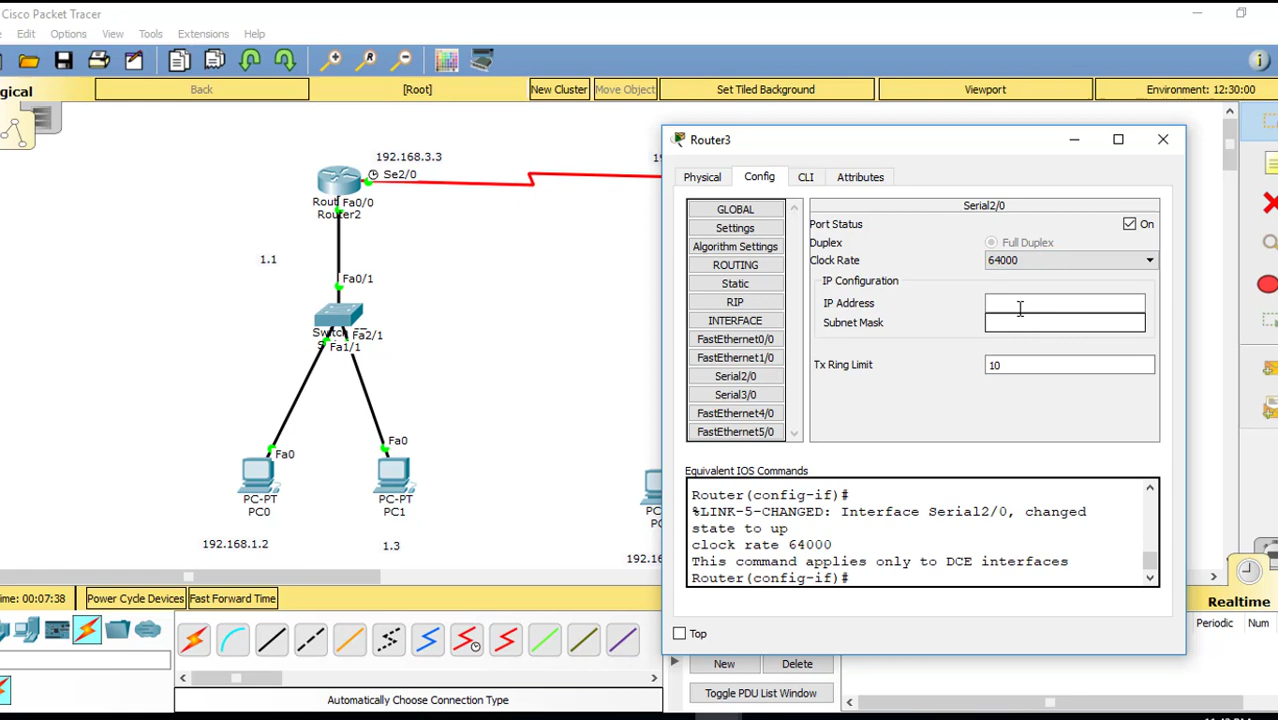 Cisco Packet Tracer
Edit Options View Tools Extensions Help
gical Back [Root] New Cluster Move Object Set Tiled Background Viewport Environment: 12:30:00
192.168.3.3
Se2/0
Rout Fa0/0
Router2
1.1
Fa0/1
Switch
Fa2/1
Fa1/1
Fa0
Fa0
PC-PT
PC0
PC-PT
PC1
192.168.1.2
1.3
19
PC
PC
192.16
Router3
Physical Config CLI Attributes
GLOBAL
Settings
Algorithm Settings
ROUTING
Static
RIP
INTERFACE
FastEthernet0/0
FastEthernet1/0
Serial2/0
Serial3/0
FastEthernet4/0
FastEthernet5/0
Serial2/0
Port Status On
Duplex Full Duplex
Clock Rate 64000
IP Configuration
IP Address
Subnet Mask
Tx Ring Limit 10
Equivalent IOS Commands
Router(config-if)#
%LINK-5-CHANGED: Interface Serial2/0, changed
state to up
clock rate 64000
This command applies only to DCE interfaces
Router(config-if)#
Top
ime: 00:07:38 Power Cycle Devices Fast Forward Time
Realtime
Periodic Num
New Delete
Toggle PDU List Window
Automatically Choose Connection Type